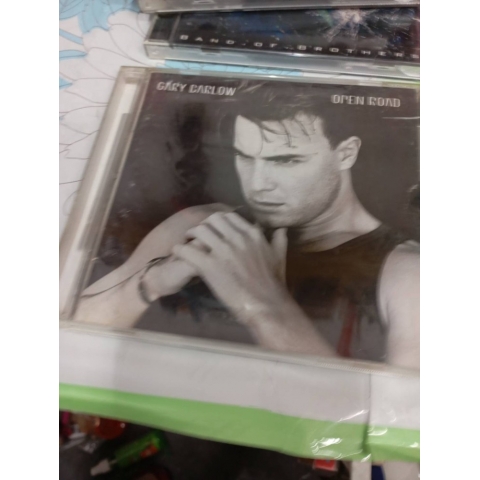 BAND OF BROTHERS
GARY BARLOW
OPEN ROAD